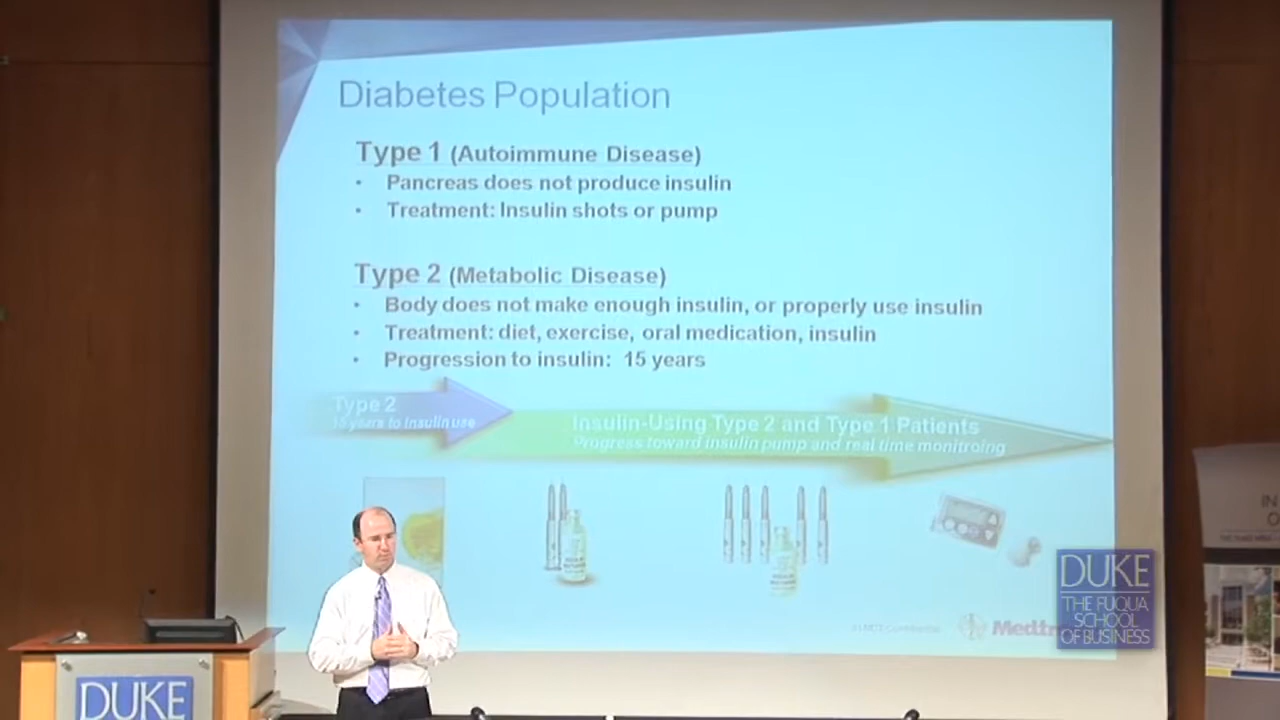 Diabetes Population
Type 1 (Autoimmune Disease)
• Pancreas does not produce insulin
• Treatment: Insulin shots or pump
Type 2 (Metabolic Disease)
• Body does not make enough insulin, or properly use insulin
• Treatment: diet, exercise, oral medication, insulin
• Progression to insulin: 15 years
Type 2
15 years to insulin use
Insulin-Using Type 2 and Type 1 Patients
Progress toward insulin pump and real time monitroing
DUKE
THE FUQUA
SCHOOL
OF BUSINESS
DUKE